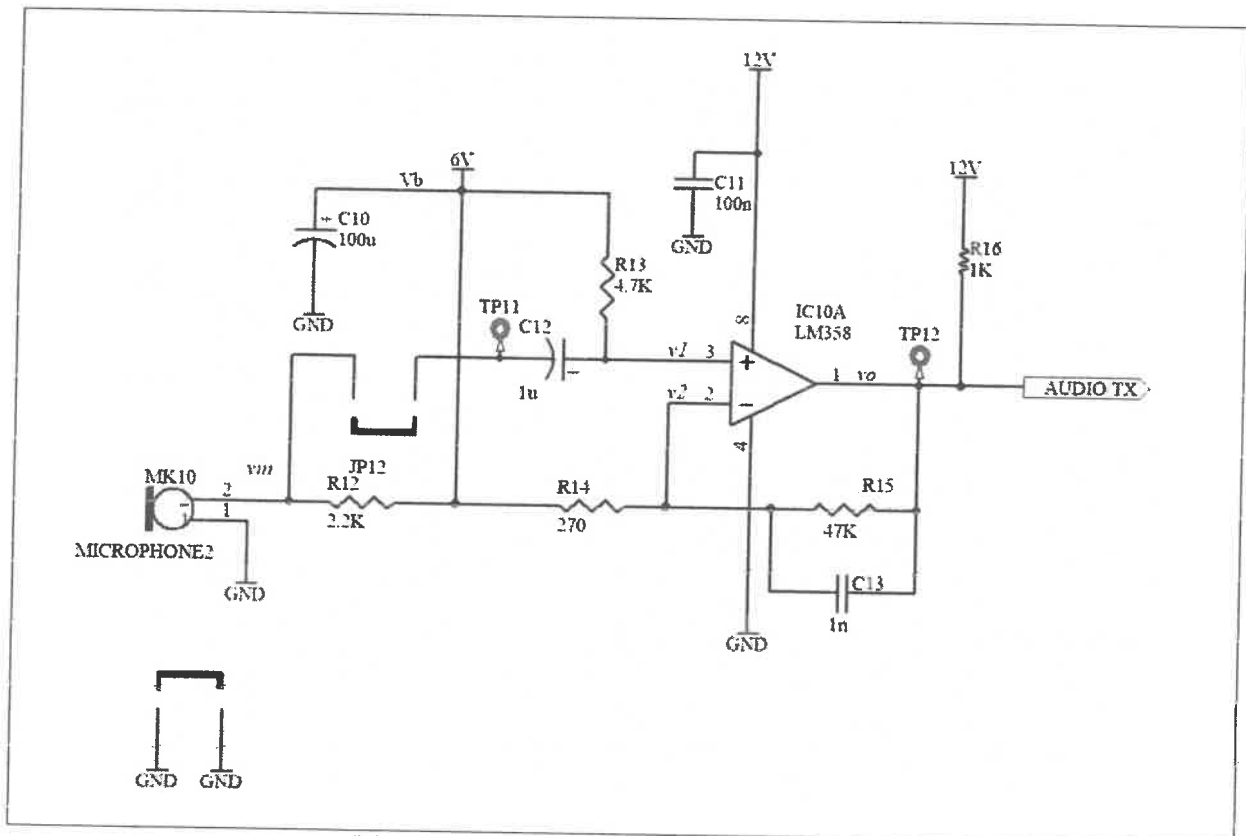 12V
6V
Vb
C10
100u
GND
C11
100n
GND
12V
R16
1K
R13
4.7K
TP11
C12
1u
IC10A
LM358
8
v1 3
v2 2
4
1 vo
TP12
AUDIO TX
vm
JP12
MK10
2
1
MICROPHONE2
GND
R12
2.2K
R14
270
R15
47K
C13
1n
GND
GND GND